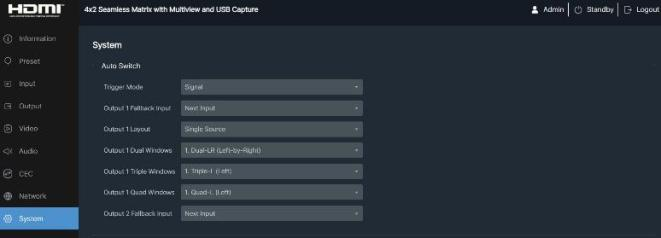 HDMI
4x2 Seamless Matrix with Multiview and USB Capture
Admin
Standby
Logout
Information
Preset
Input
Output
Video
Audio
CEC
Network
System
System
Auto Switch
Trigger Mode Signal
Output 1 Fallback Input Next Input
Output 1 Layout Single Source
Output 1 Dual Windows 1. Dual-LR (Left-by-Right)
Output 1 Triple Windows 1. Triple-L (Left)
Output 1 Quad Windows 1. Quad-L (Left)
Output 2 Fallback Input Next Input